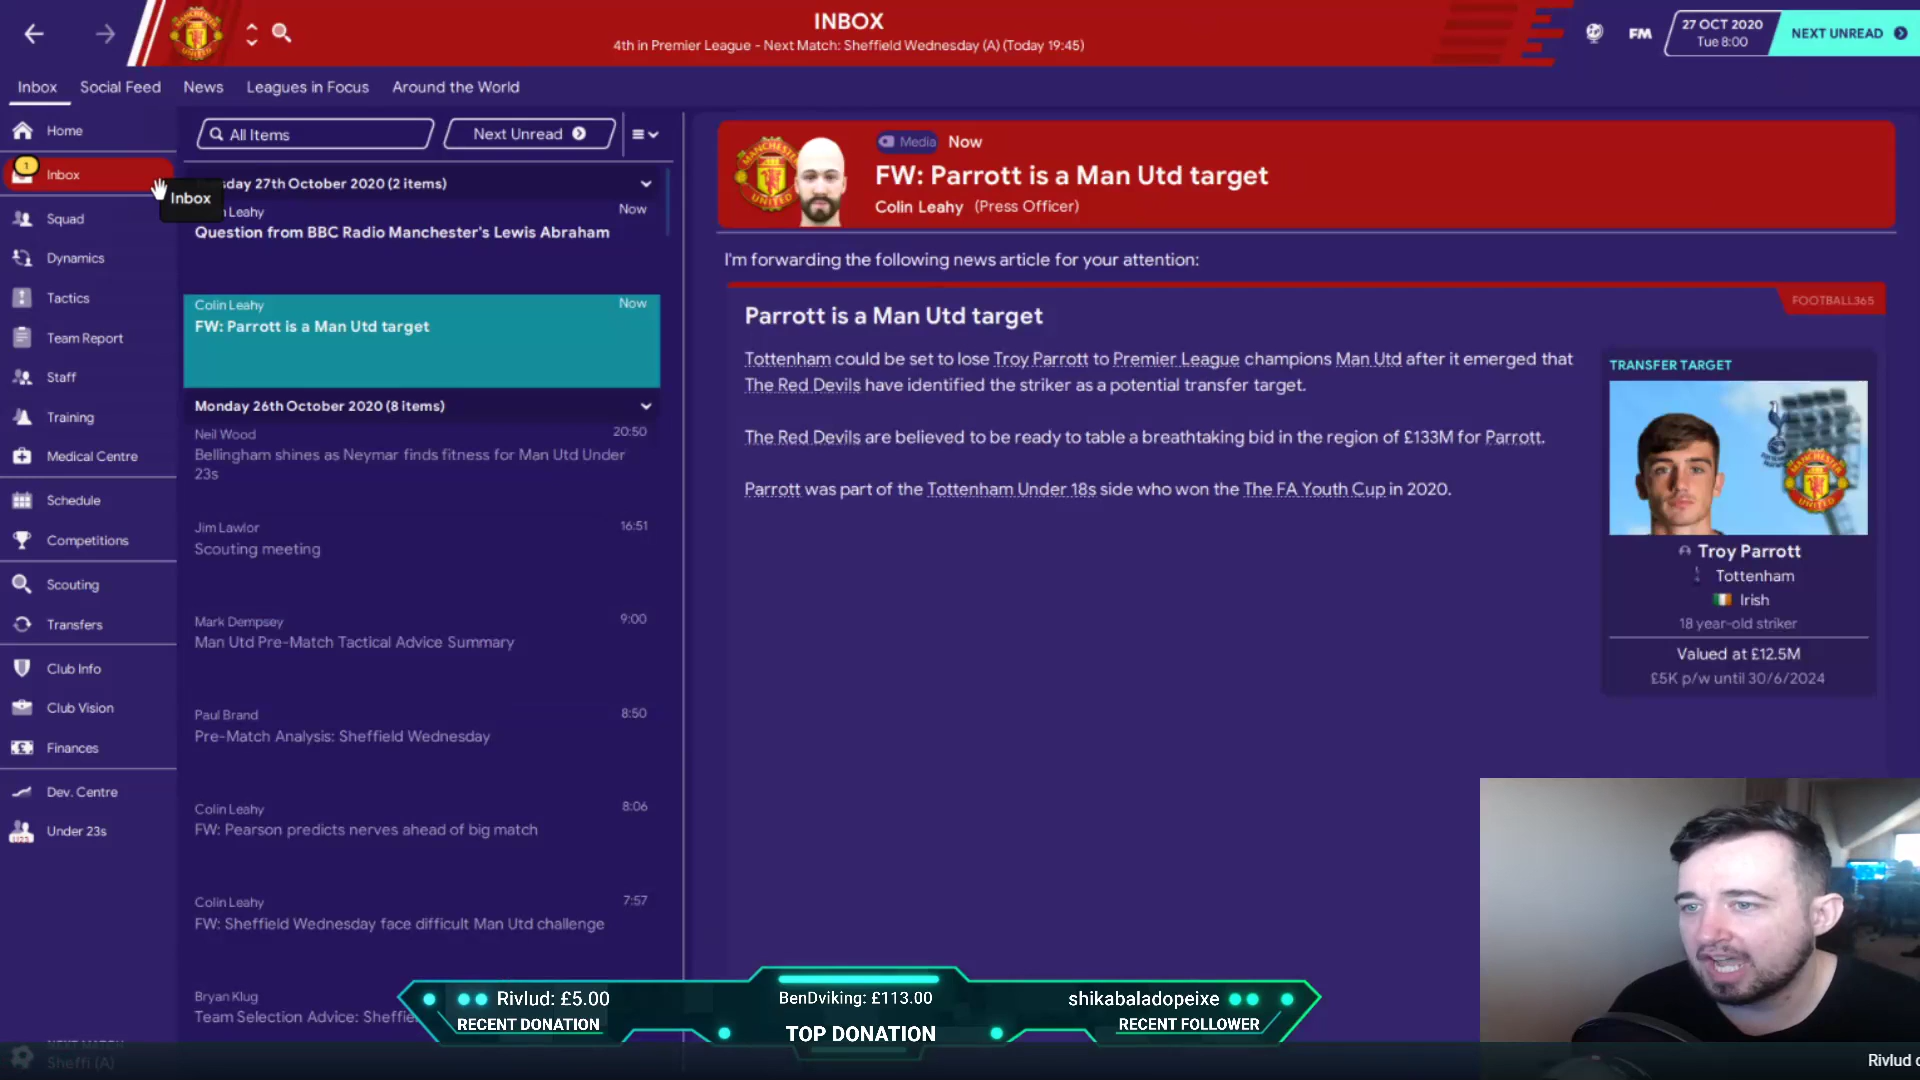 INBOX
4th in Premier League - Next Match: Sheffield Wednesday (A) (Today 19:45)
FM
27 OCT 2020
Tue 8:00
NEXT UNREAD
Inbox Social Feed News Leagues in Focus Around the World
Home
1
Inbox
Inbox
Squad
Dynamics
Tactics
Team Report
Staff
Training
Medical Centre
Schedule
Competitions
Scouting
Transfers
Club Info
Club Vision
Finances
Dev. Centre
Under 23s
Sheffi (A)
All Items
Next Unread
sday 27th October 2020 (2 items)
Leahy Now
Question from BBC Radio Manchester's Lewis Abraham
Colin Leahy Now
FW: Parrott is a Man Utd target
Monday 26th October 2020 (8 items)
Neil Wood 20:50
Bellingham shines as Neymar finds fitness for Man Utd Under
23s
Jim Lawlor 16:51
Scouting meeting
Mark Dempsey 9:00
Man Utd Pre-Match Tactical Advice Summary
Paul Brand 8:50
Pre-Match Analysis: Sheffield Wednesday
Colin Leahy 8:06
FW: Pearson predicts nerves ahead of big match
Colin Leahy 7:57
FW: Sheffield Wednesday face difficult Man Utd challenge
Bryan Klug
Team Selection Advice: Sheffie
Media Now
FW: Parrott is a Man Utd target
Colin Leahy (Press Officer)
I'm forwarding the following news article for your attention:
FOOTBALL365
Parrott is a Man Utd target
Tottenham could be set to lose Troy Parrott to Premier League champions Man Utd after it emerged that
The Red Devils have identified the striker as a potential transfer target.
The Red Devils are believed to be ready to table a breathtaking bid in the region of £133M for Parrott.
Parrott was part of the Tottenham Under 18s side who won the The FA Youth Cup in 2020.
TRANSFER TARGET
Troy Parrott
Tottenham
Irish
18 year-old striker
Valued at £12.5M
£5K p/w until 30/6/2024
Rivlud: £5.00
RECENT DONATION
BenDviking: £113.00
TOP DONATION
shikabaladopeixe
RECENT FOLLOWER
Rivlud